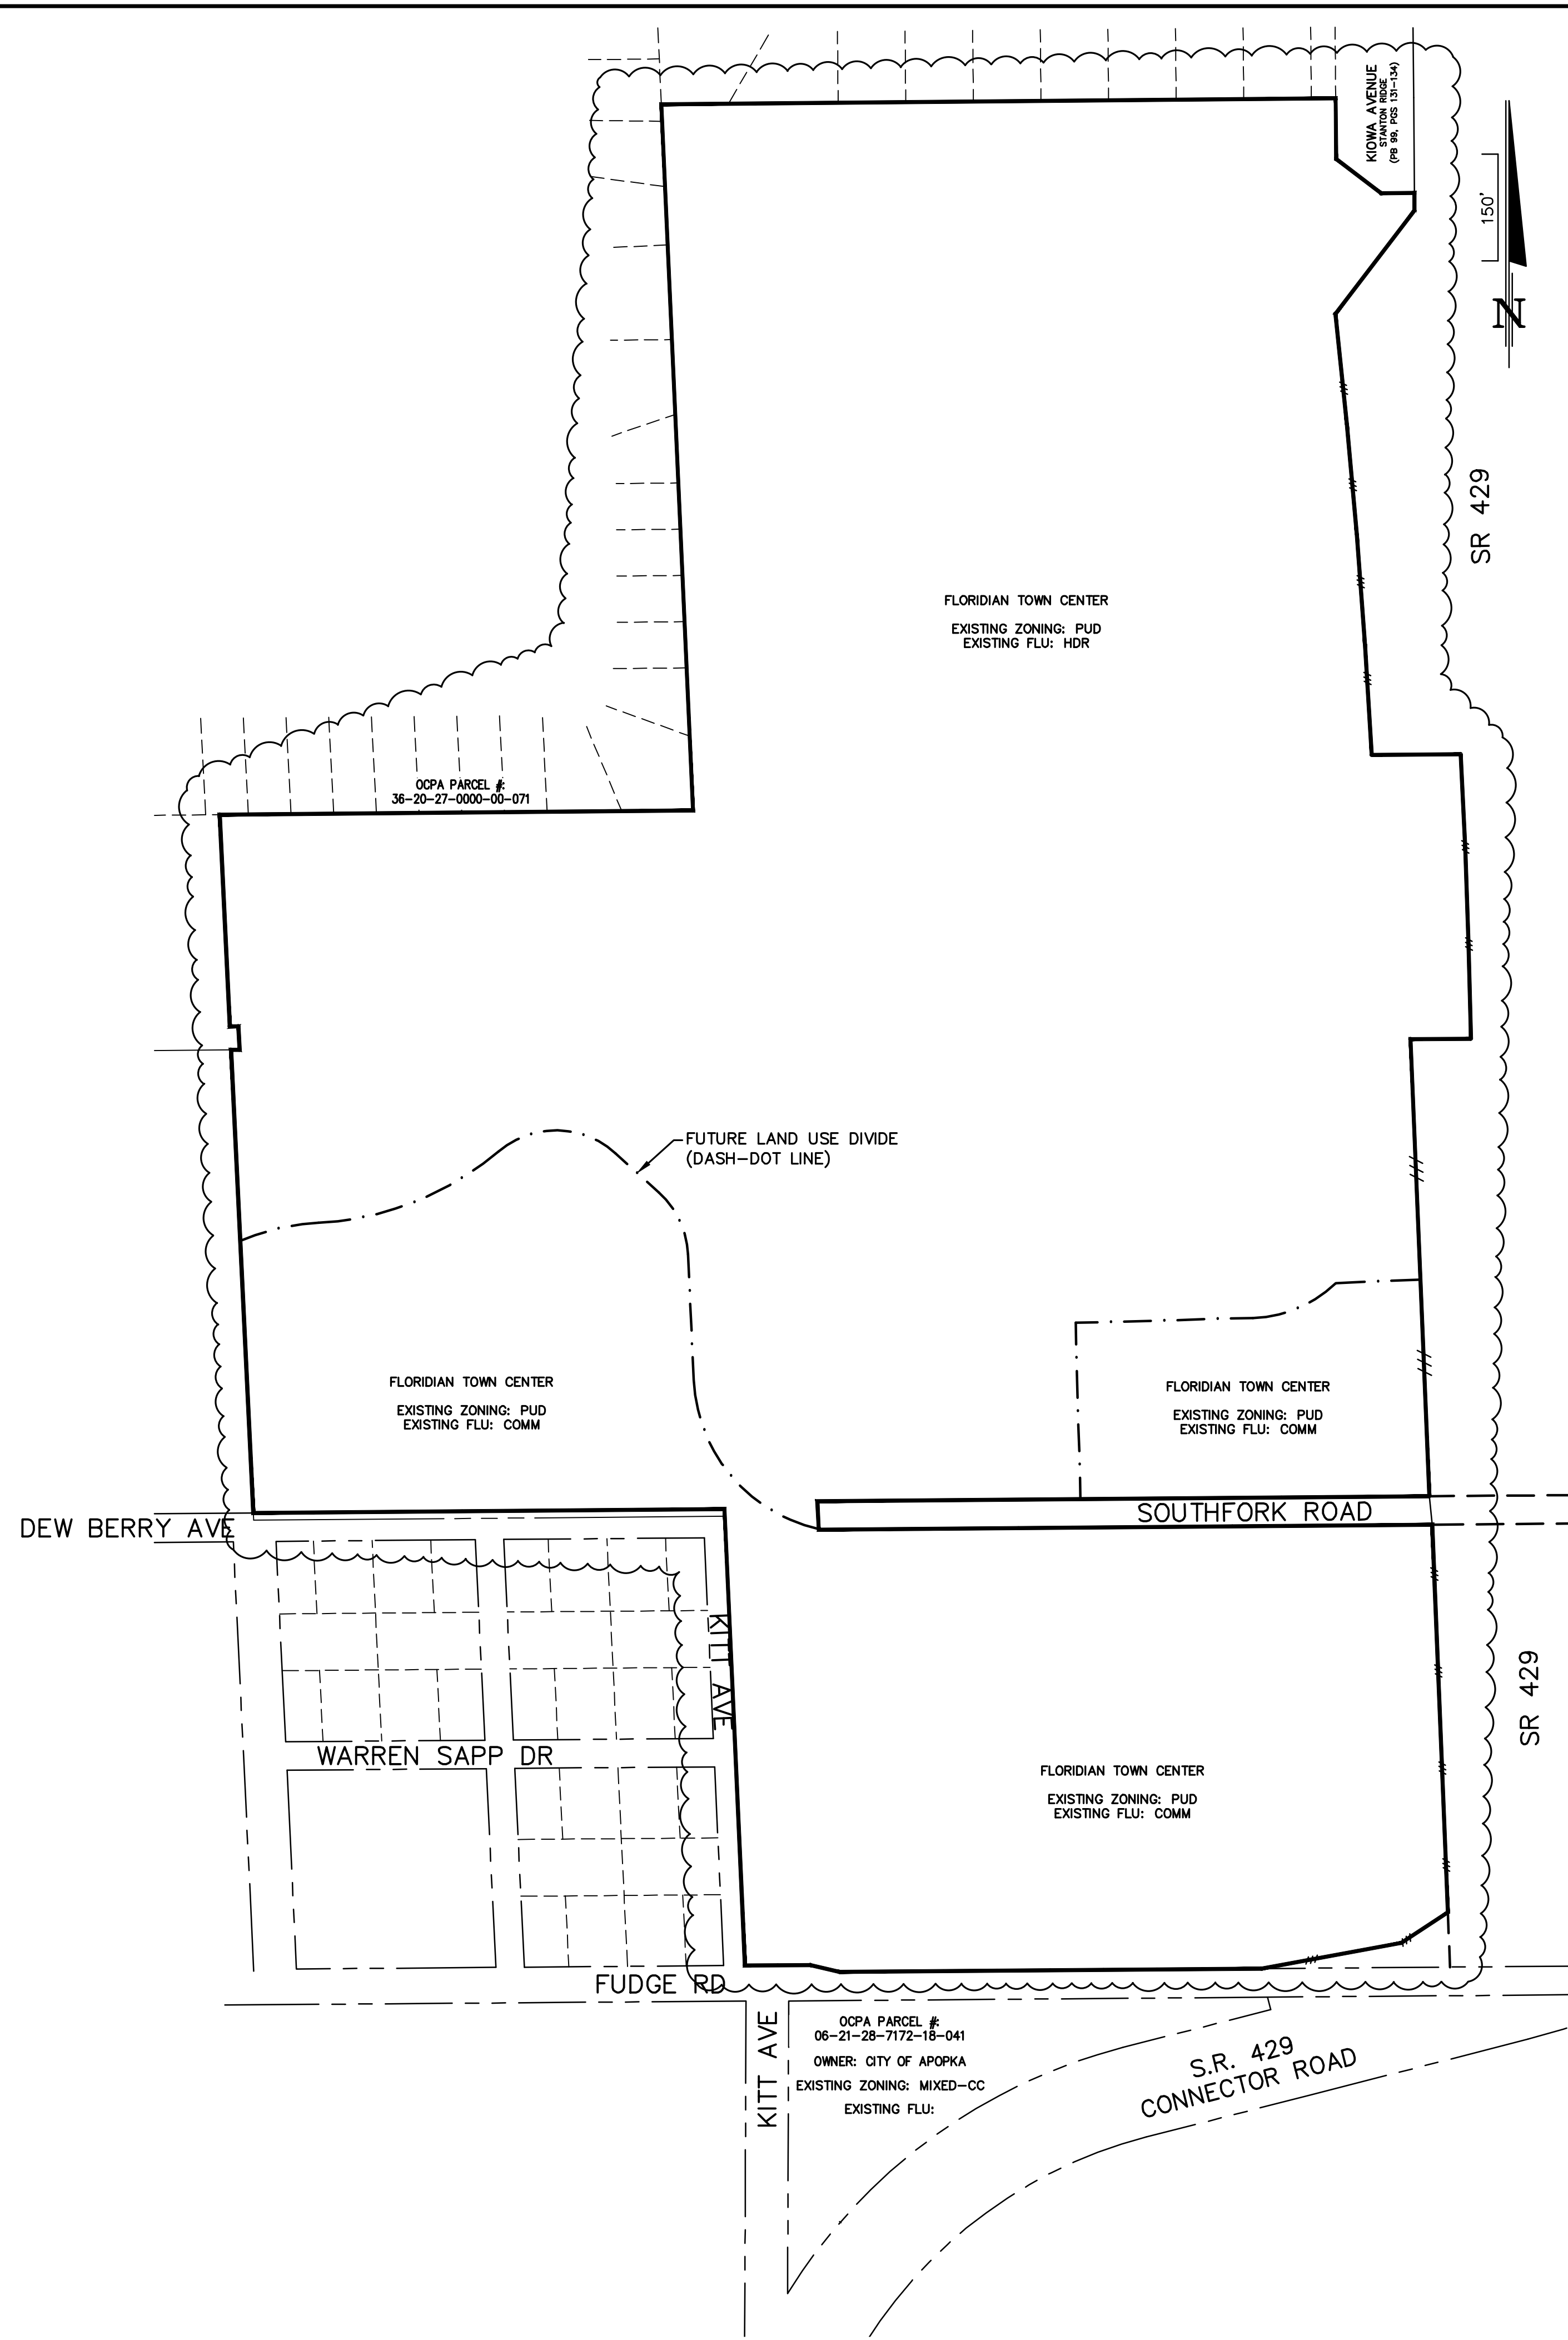 KIOWA AVENUE
STANTON RIDGE
(PB 99, PGS 131-134)
150'
N
SR 429
FLORIDIAN TOWN CENTER
EXISTING ZONING: PUD
EXISTING FLU: HDR
OCPA PARCEL #:
36-20-27-0000-00-071
FUTURE LAND USE DIVIDE
(DASH-DOT LINE)
FLORIDIAN TOWN CENTER
EXISTING ZONING: PUD
EXISTING FLU: COMM
FLORIDIAN TOWN CENTER
EXISTING ZONING: PUD
EXISTING FLU: COMM
SOUTHFORK ROAD
DEW BERRY AVE
KITT AVE
SR 429
WARREN SAPP DR
FLORIDIAN TOWN CENTER
EXISTING ZONING: PUD
EXISTING FLU: COMM
FUDGE RD
KITT AVE
OCPA PARCEL #:
06-21-28-7172-18-041
OWNER: CITY OF APOPKA
EXISTING ZONING: MIXED-CC
EXISTING FLU:
S.R. 429
CONNECTOR ROAD